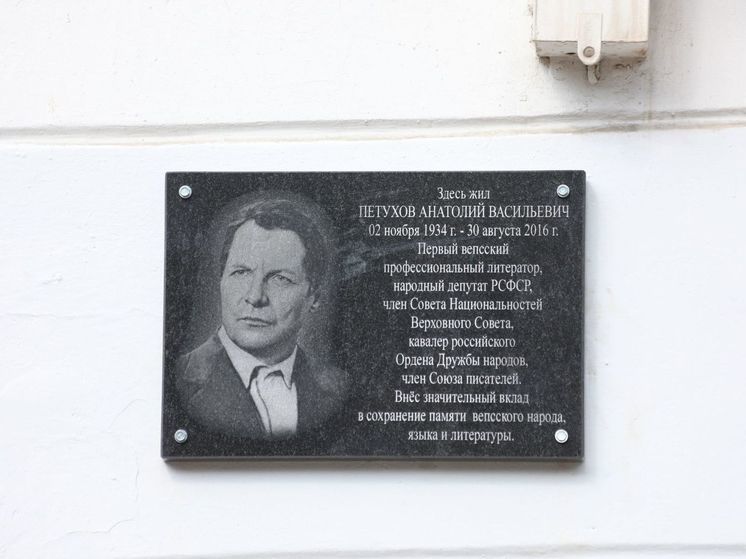 Здесь жил
ПЕТУХОВ АНАТОЛИЙ ВАСИЛЬЕВИЧ
02 ноября 1934 г. - 30 августа 2016 г.
Первый вепсский
профессиональный литератор,
народный депутат РСФСР,
член Совета Национальностей
Верховного Совета,
кавалер российского
Ордена Дружбы народов,
член Союза писателей.
Внёс значительный вклад
в сохранение памяти вепсского народа,
языка и литературы.